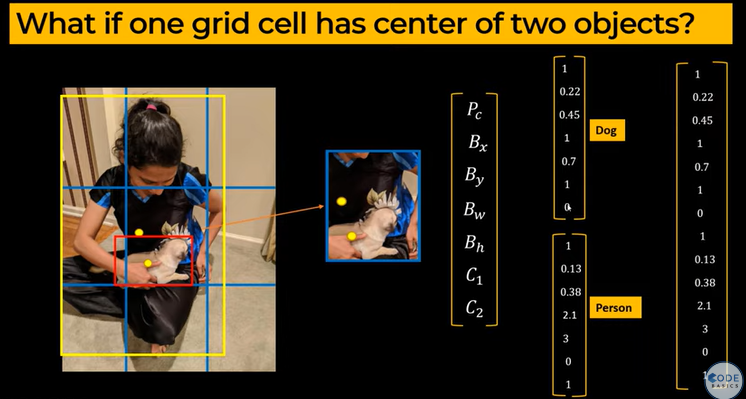 What if one grid cell has center of two objects?
P_c
B_x
B_y
B_w
B_h
C_1
C_2
1
0.22
0.45
1
0.7
1
0
Dog
1
0.13
0.38
2.1
3
0
1
Person
1
0.22
0.45
1
0.7
1
0
1
0.13
0.38
2.1
3
0
1
CODE
BASICS